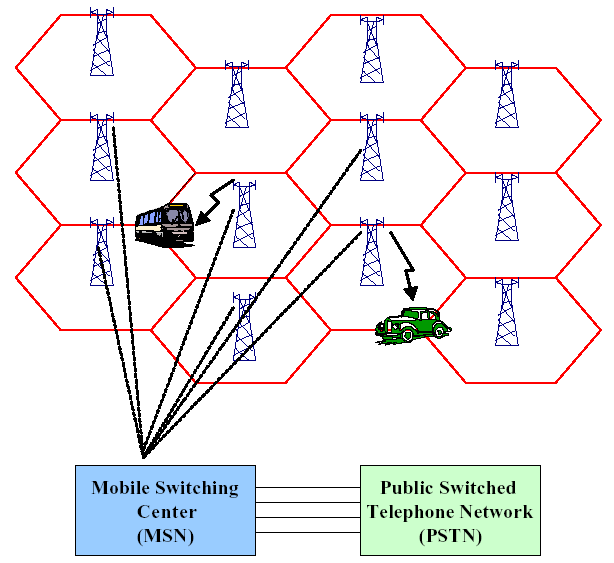 Mobile Switching
Center
(MSN)
Public Switched
Telephone Network
(PSTN)